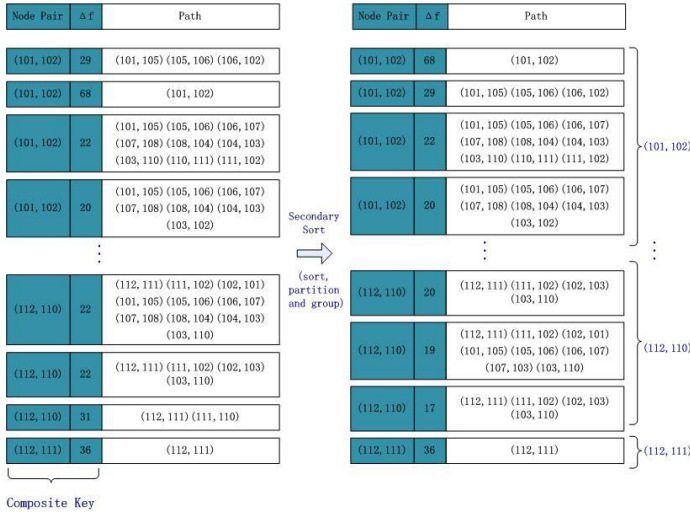 Node Pair Δf Path
(101, 102) 29 (101, 105) (105, 106) (106, 102)
(101, 102) 68 (101, 102)
(101, 105) (105, 106) (106, 107)
(101, 102) 22 (107, 108) (108, 104) (104, 103)
(103, 110) (110, 111) (111, 102)
(101, 105) (105, 106) (106, 107)
(101, 102) 20 (107, 108) (108, 104) (104, 103)
(103, 102)
(112, 111) (111, 102) (102, 101)
(112, 110) 22 (101, 105) (105, 106) (106, 107)
(107, 108) (108, 104) (104, 103)
(103, 110)
(112, 110) 22 (112, 111) (111, 102) (102, 103)
(103, 110)
(112, 110) 31 (112, 111) (111, 110)
(112, 111) 36 (112, 111)
Composite Key
Secondary
Sort
(sort,
partition
and group)
Node Pair Δf Path
(101, 102) 68 (101, 102)
(101, 102) 29 (101, 105) (105, 106) (106, 102)
(101, 105) (105, 106) (106, 107)
(101, 102) 22 (107, 108) (108, 104) (104, 103)
(103, 110) (110, 111) (111, 102)
(101, 105) (105, 106) (106, 107)
(101, 102) 20 (107, 108) (108, 104) (104, 103)
(103, 102)
(101, 102)
(112, 110) 20 (112, 111) (111, 102) (102, 103)
(103, 110)
(112, 111) (111, 102) (102, 101)
(112, 110) 19 (101, 105) (105, 106) (106, 107)
(107, 103) (103, 110)
(112, 110) 17 (112, 111) (111, 102) (102, 103)
(103, 110)
(112, 110)
(112, 111) 36 (112, 111)
(112, 111)